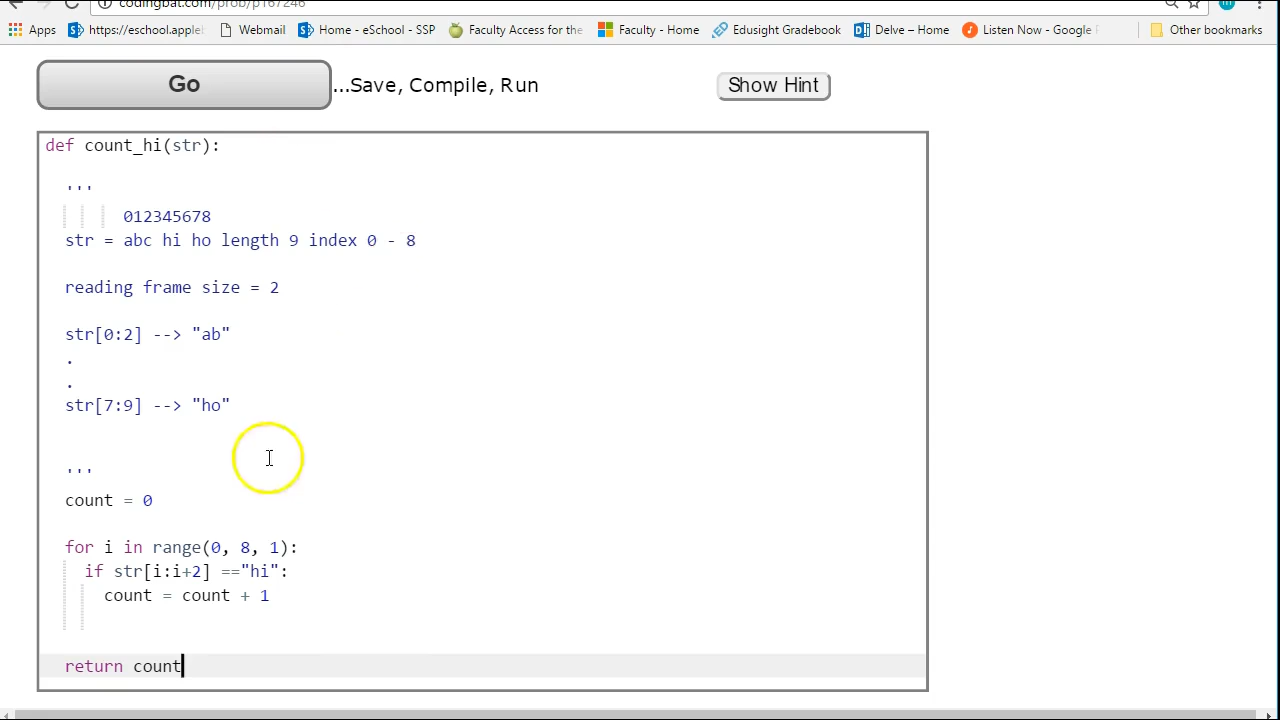 codingbat.com/prob/p167246
Apps https://eschool.apple Webmail Home - eSchool - SSP Faculty Access for the Faculty - Home Edusight Gradebook Delve - Home Listen Now - Google Other bookmarks
Go ...Save, Compile, Run Show Hint
def count_hi(str):
'''
012345678
str = abc hi ho length 9 index 0 - 8
reading frame size = 2
str[0:2] --> "ab"
.
.
str[7:9] --> "ho"
'''
count = 0
for i in range(0, 8, 1):
if str[i:i+2] =="hi":
count = count + 1
return count